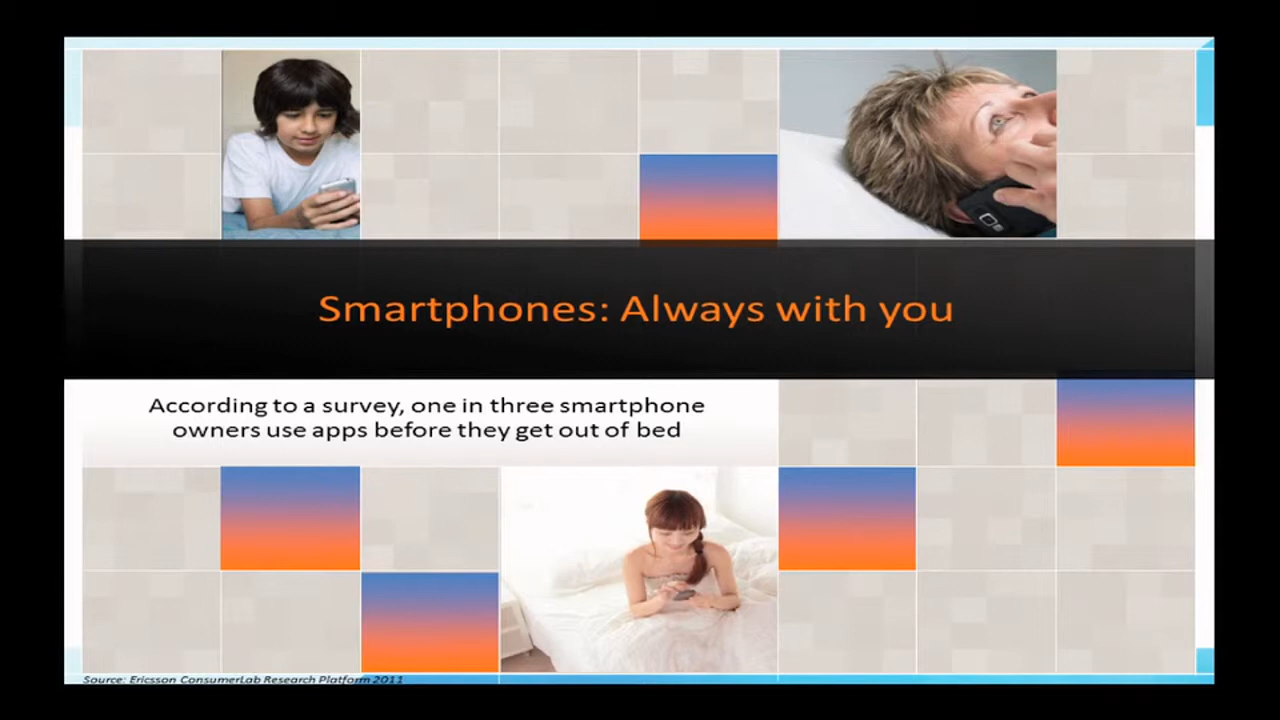 Smartphones: Always with you
According to a survey, one in three smartphone
owners use apps before they get out of bed
Source: Ericsson ConsumerLab Research Platform 2011